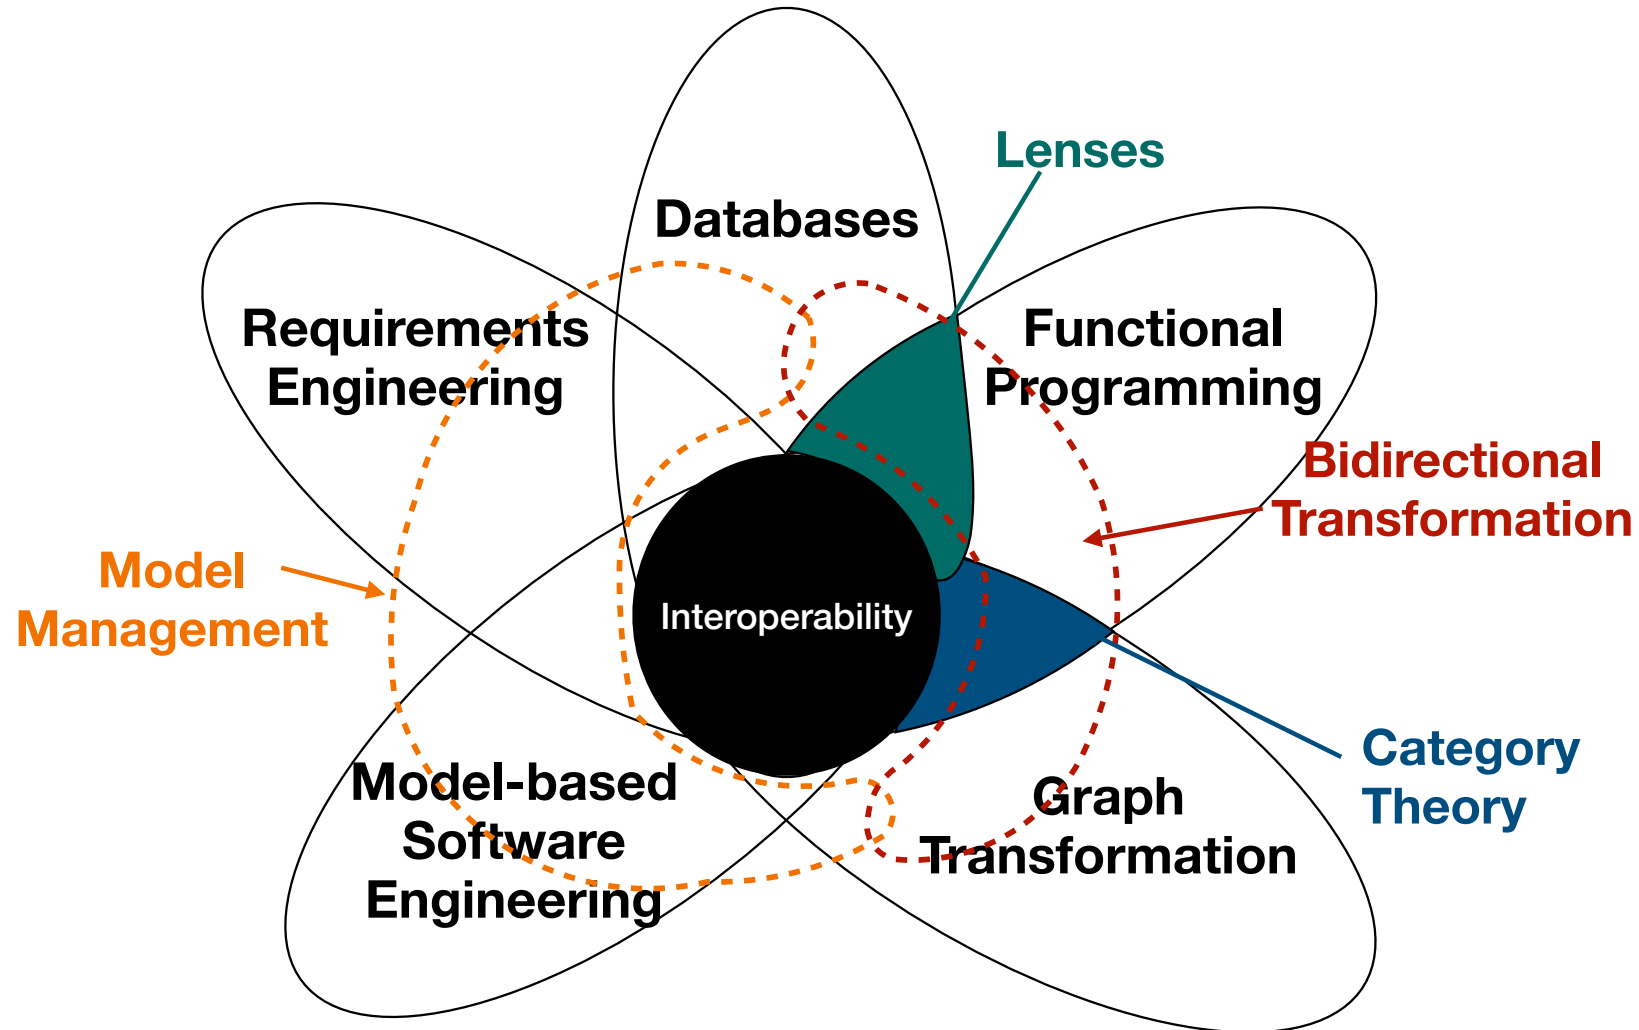 Lenses
Databases
Requirements
Engineering
Functional
Programming
Bidirectional
Transformation
Model
Management
Interoperability
Category
Theory
Model-based
Software
Engineering
Graph
Transformation